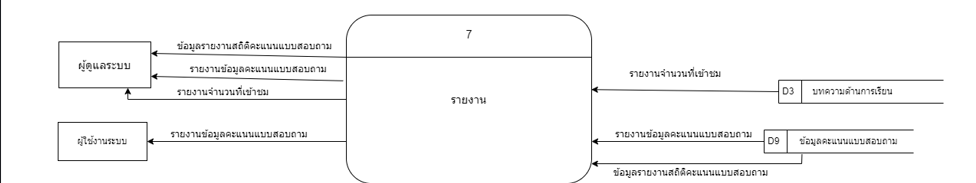 7
รายงาน
ผู้ดูแลระบบ
ข้อมูลรายงานสถิติคะแนนแบบสอบถาม
รายงานข้อมูลคะแนนแบบสอบถาม
รายงานจำนวนที่เข้าชม
ผู้ใช้งานระบบ
รายงานข้อมูลคะแนนแบบสอบถาม
รายงานจำนวนที่เข้าชม
D3 บทความด้านการเรียน
รายงานข้อมูลคะแนนแบบสอบถาม
D9 ข้อมูลคะแนนแบบสอบถาม
ข้อมูลรายงานสถิติคะแนนแบบสอบถาม